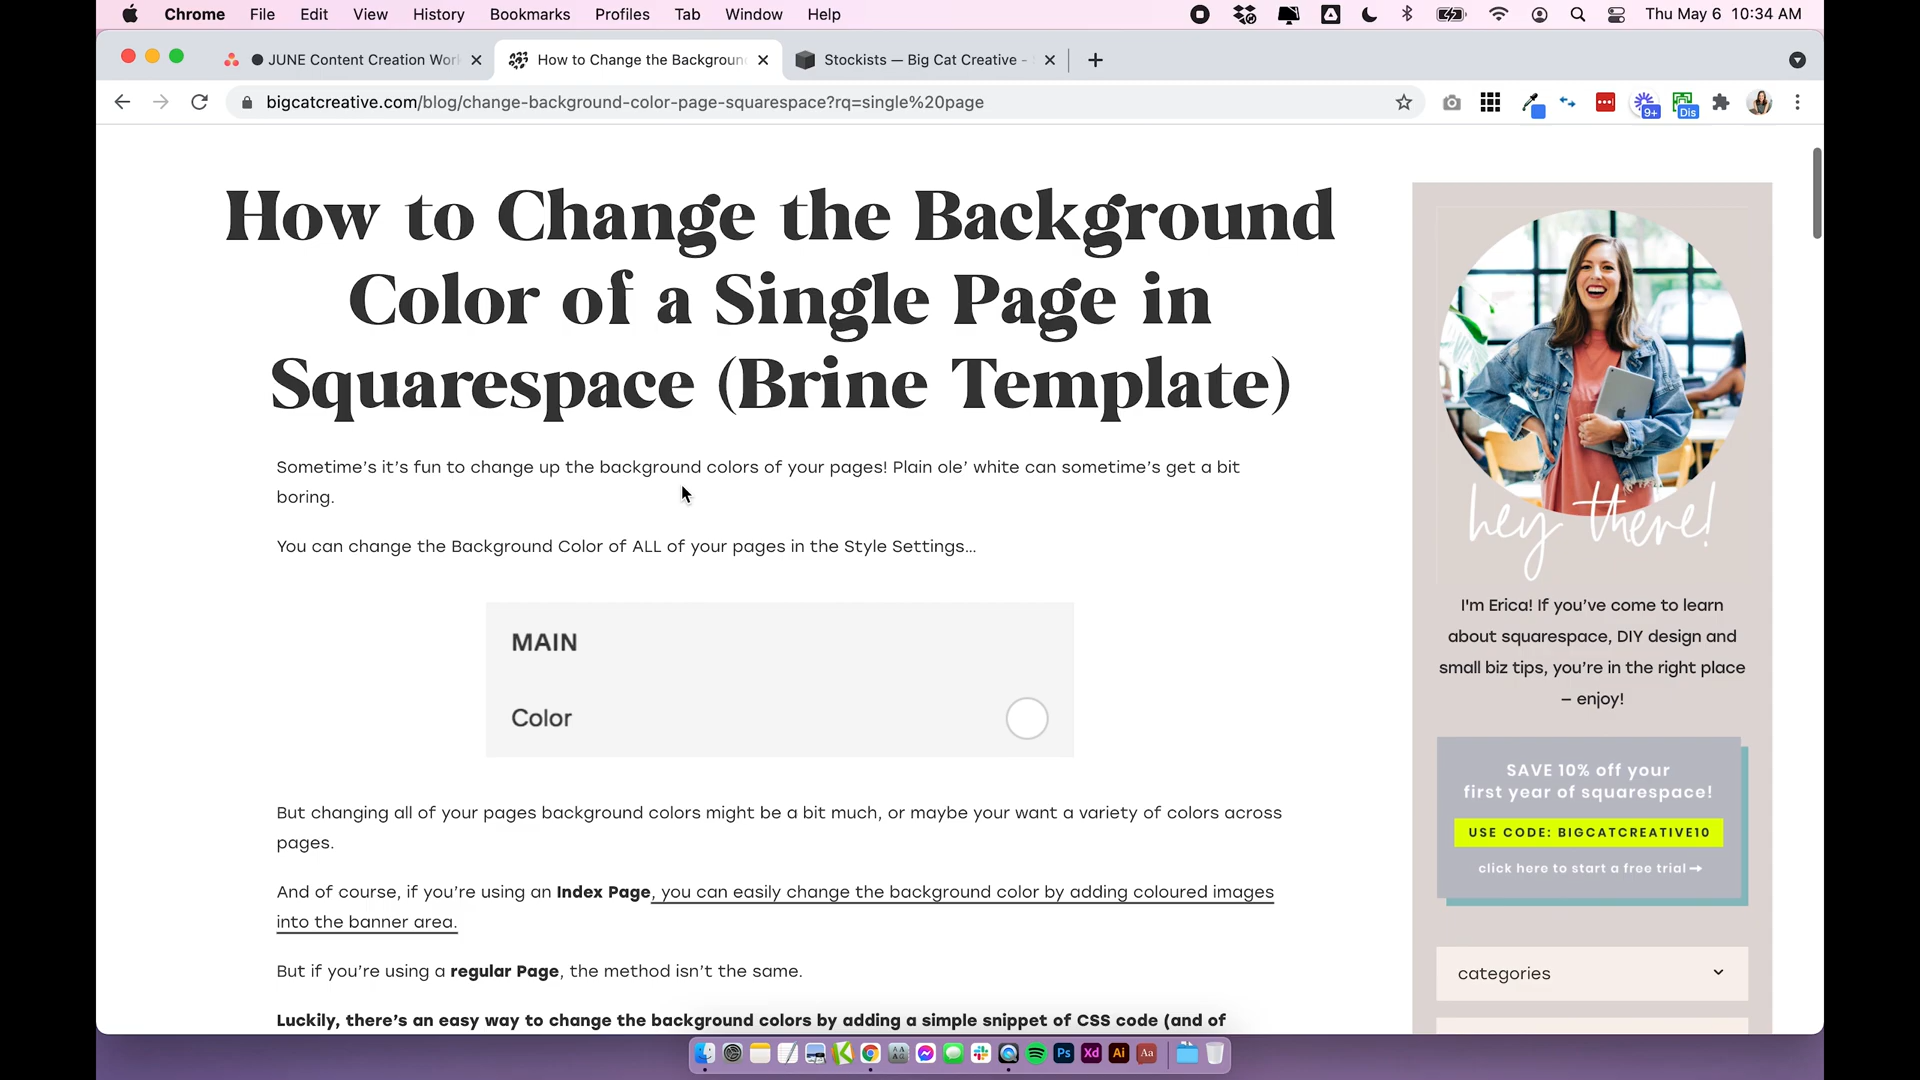 Chrome File Edit View History Bookmarks Profiles Tab Window Help Thu May 6 10:34 AM
JUNE Content Creation Wor
How to Change the Backgroun
Stockists — Big Cat Creative -
bigcatcreative.com/blog/change-background-color-page-squarespace?rq=single%20page
9+
Dis
How to Change the Background
Color of a Single Page in
Squarespace (Brine Template)
Sometime’s it’s fun to change up the background colors of your pages! Plain ole’ white can sometime’s get a bit
boring.
You can change the Background Color of ALL of your pages in the Style Settings…
MAIN
Color
But changing all of your pages background colors might be a bit much, or maybe your want a variety of colors across
pages.
And of course, if you’re using an Index Page, you can easily change the background color by adding coloured images
into the banner area.
But if you’re using a regular Page, the method isn’t the same.
Luckily, there’s an easy way to change the background colors by adding a simple snippet of CSS code (and of
hey there!
I'm Erica! If you’ve come to learn
about squarespace, DIY design and
small biz tips, you’re in the right place
– enjoy!
SAVE 10% off your
first year of squarespace!
USE CODE: BIGCATCREATIVE10
click here to start a free trial→
categories
Ps Xd Ai Aa